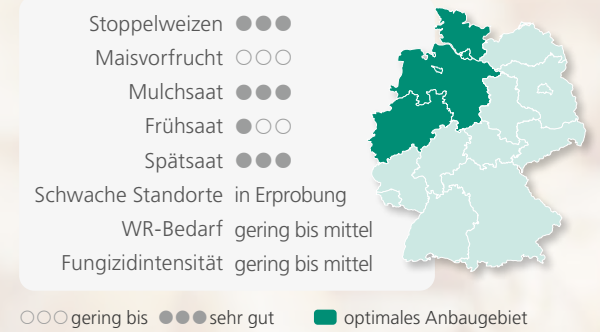 Stoppelweizen ●●●
Maisvorfrucht ○○○
Mulchsaat ●●●
Frühsaat ●○○
Spätsaat ●●●
Schwache Standorte in Erprobung
WR-Bedarf gering bis mittel
Fungizidintensität gering bis mittel
○○○ gering bis ●●● sehr gut optimales Anbaugebiet